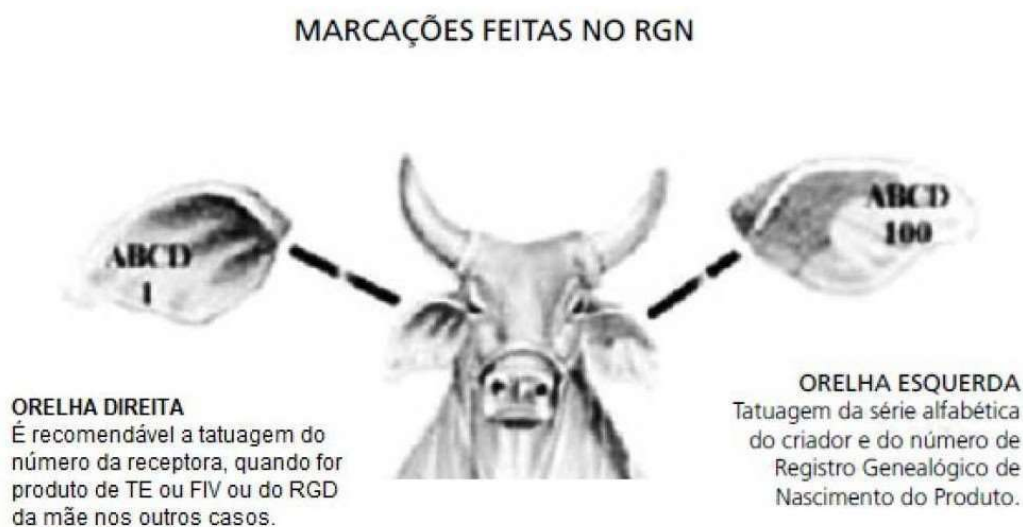 MARCAÇÕES FEITAS NO RGN
ABCD
1
ABCD
100
ORELHA DIREITA
É recomendável a tatuagem do
número da receptora, quando for
produto de TE ou FIV ou do RGD
da mãe nos outros casos.
ORELHA ESQUERDA
Tatuagem da série alfabética
do criador e do número de
Registro Genealógico de
Nascimento do Produto.